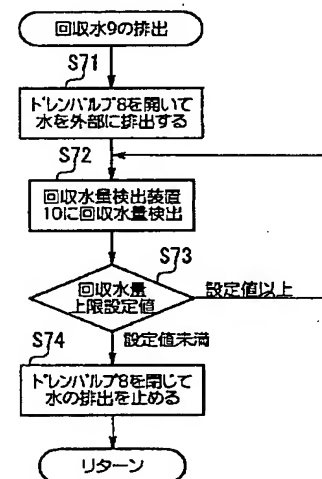 回収水9の排出
S71
ドレンバルブ8を開いて
水を外部に排出する
S72
回収水量検出装置
10に回収水量検出
S73
回収水量
上限設定値
設定値以上
設定値未満
S74
ドレンバルブ8を閉じて
水の排出を止める
リターン